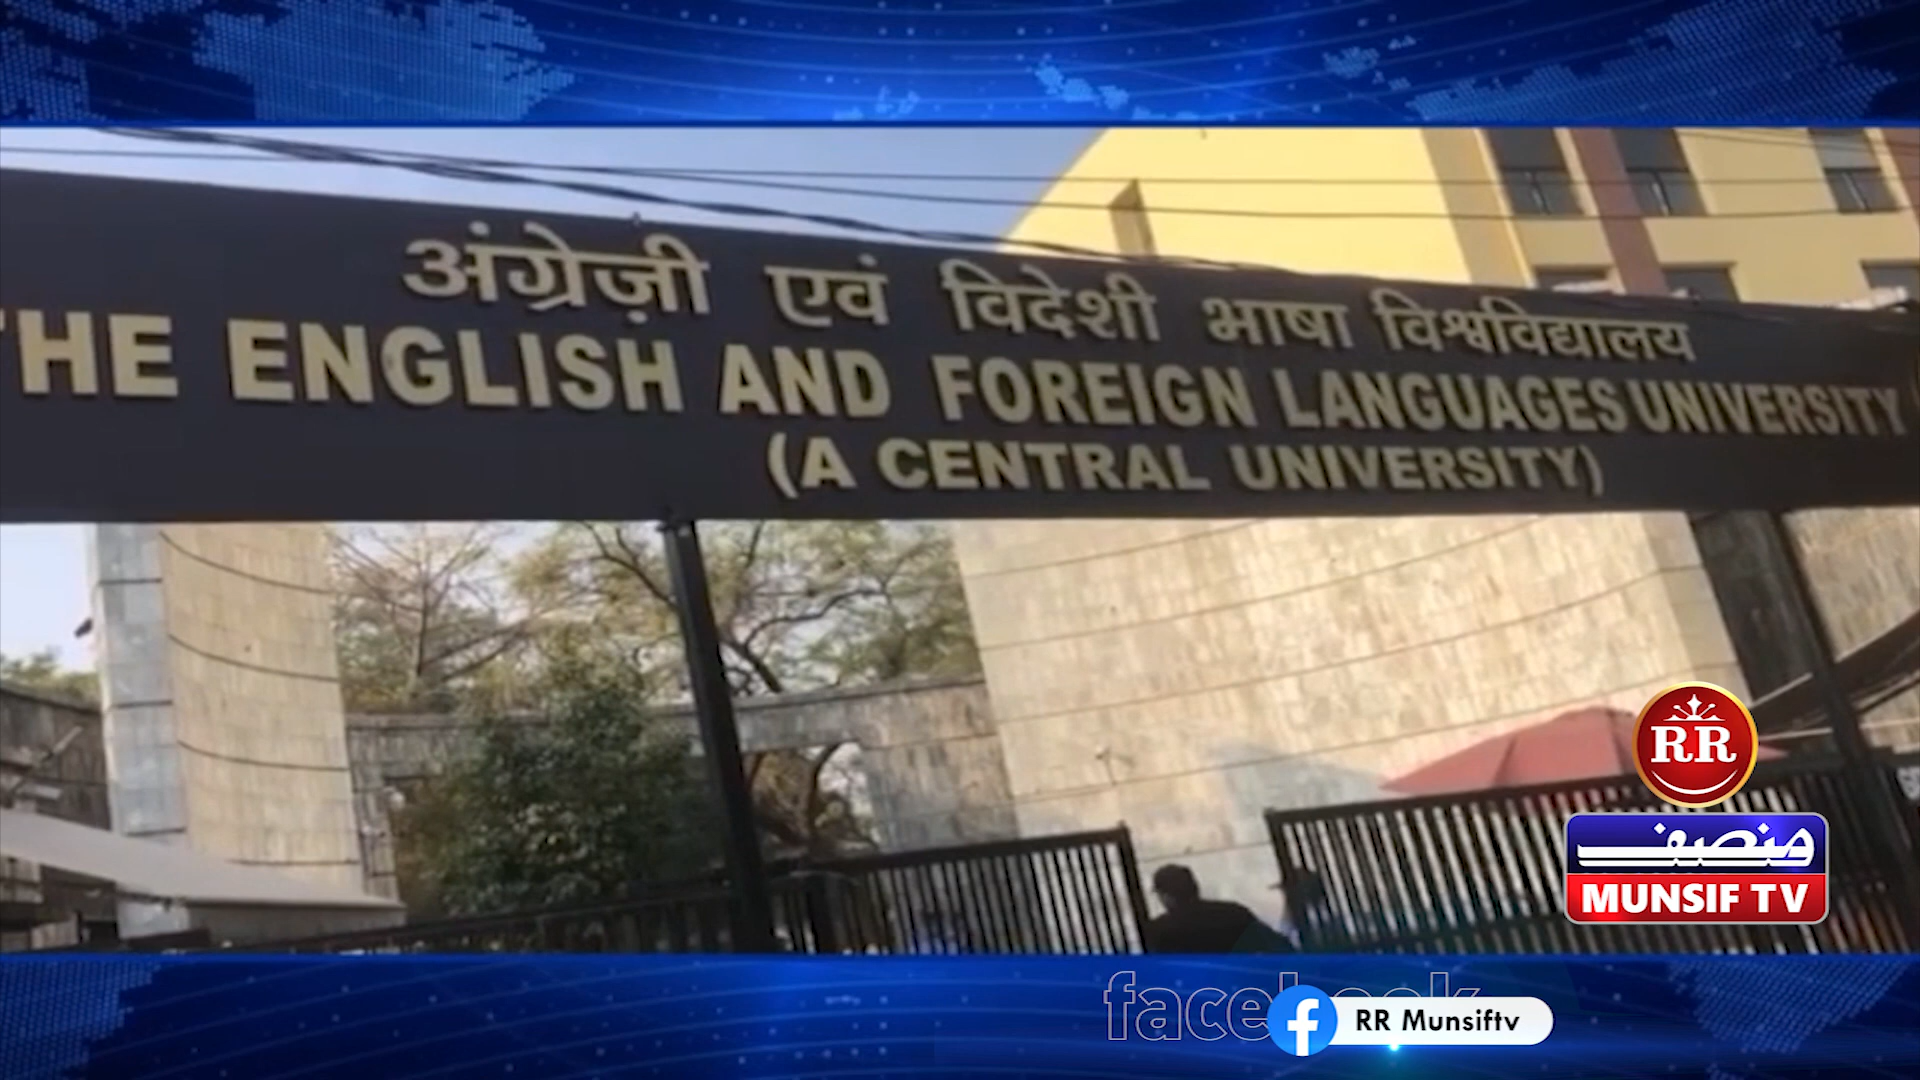 अंग्रेज़ी एवं विदेशी भाषा विश्वविद्यालय
THE ENGLISH AND FOREIGN LANGUAGES UNIVERSITY
(A CENTRAL UNIVERSITY)
RR
منصف
MUNSIF TV
facebook
f RR Munsiftv